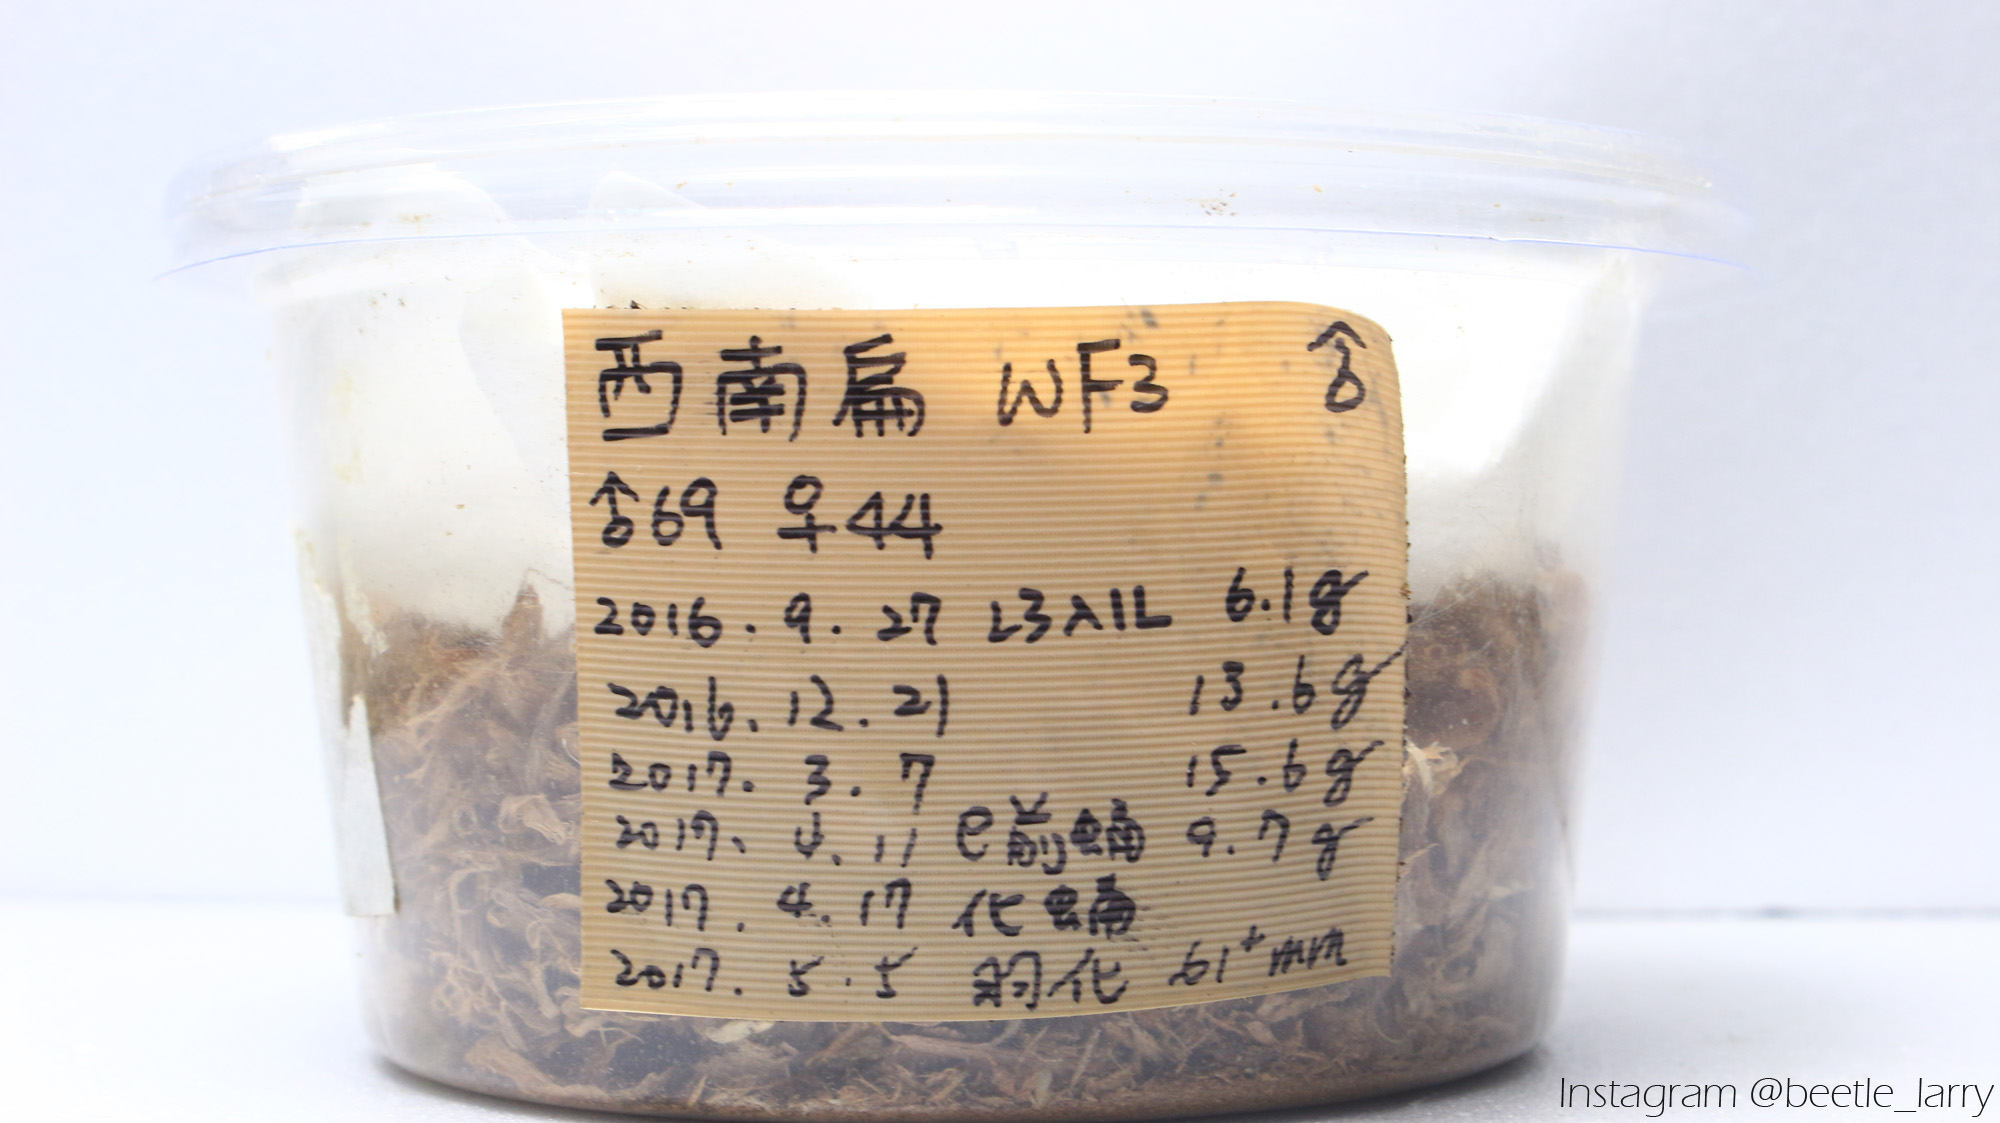 西南扁 WF3 ♂
♂69 ♀44
2016.9.27 L3入1L 6.1g
2016.12.21 13.6g
2017.3.7 15.6g
2017.4.11 e前蛹 9.7g
2017.4.17 化蛹
2017.5.5 羽化 61+mm
Instagram @beetle_larry